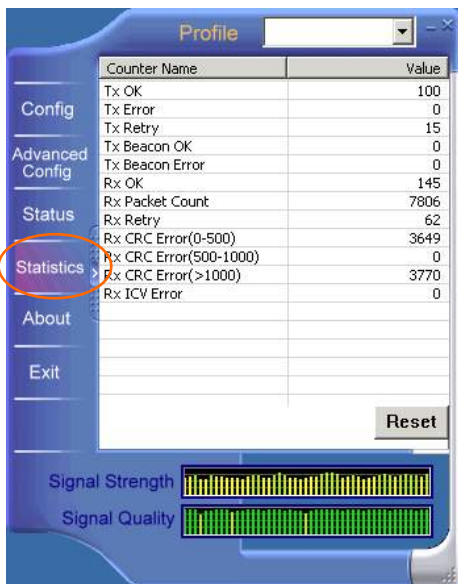 Profile
Counter Name Value
Tx OK 100
Tx Error 0
Tx Retry 15
Tx Beacon OK 0
Tx Beacon Error 0
Rx OK 145
Rx Packet Count 7806
Rx Retry 62
Rx CRC Error(0-500) 3649
Rx CRC Error(500-1000) 0
Rx CRC Error(>1000) 3770
Rx ICV Error 0
Config
Advanced
Config
Status
Statistics
About
Exit
Reset
Signal Strength
Signal Quality